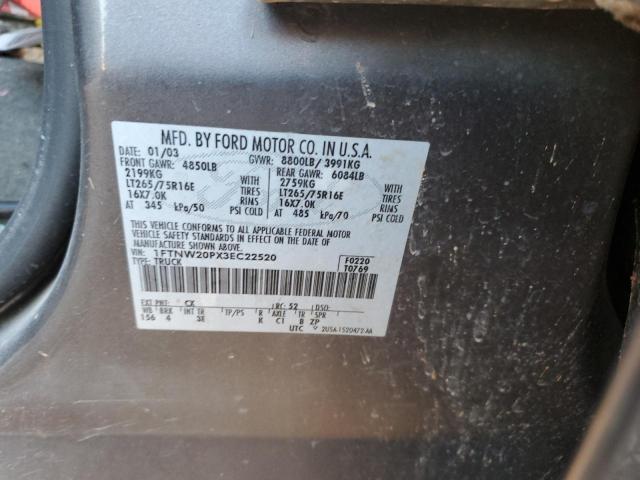 MFD. BY FORD MOTOR CO. IN U.S.A.
DATE: 01/03 GVWR: 8800LB/ 3991KG
FRONT GAWR: 4850LB REAR GAWR: 6084LB
2199KG WITH 2759KG WITH
LT265/75R16E TIRES LT265/75R16E TIRES
16X7.0K RIMS 16X7.0K RIMS
AT 345 kPa/50 PSI COLD AT 485 kPa/70 PSI COLD
THIS VEHICLE CONFORMS TO ALL APPLICABLE FEDERAL MOTOR
VEHICLE SAFETY STANDARDS IN EFFECT ON THE DATE OF MANUFACTURE
SHOWN ABOVE.
VIN: 1FTNW20PX3EC22520 F0220
TYPE: TRUCK T0769
EXT PNT: CX RC: 52 DSO:
WB BRK INT TR TP/PS R AXLE TR SPR
156 4 3E K C1 B ZP
UTC 2U5A-1520472-AA